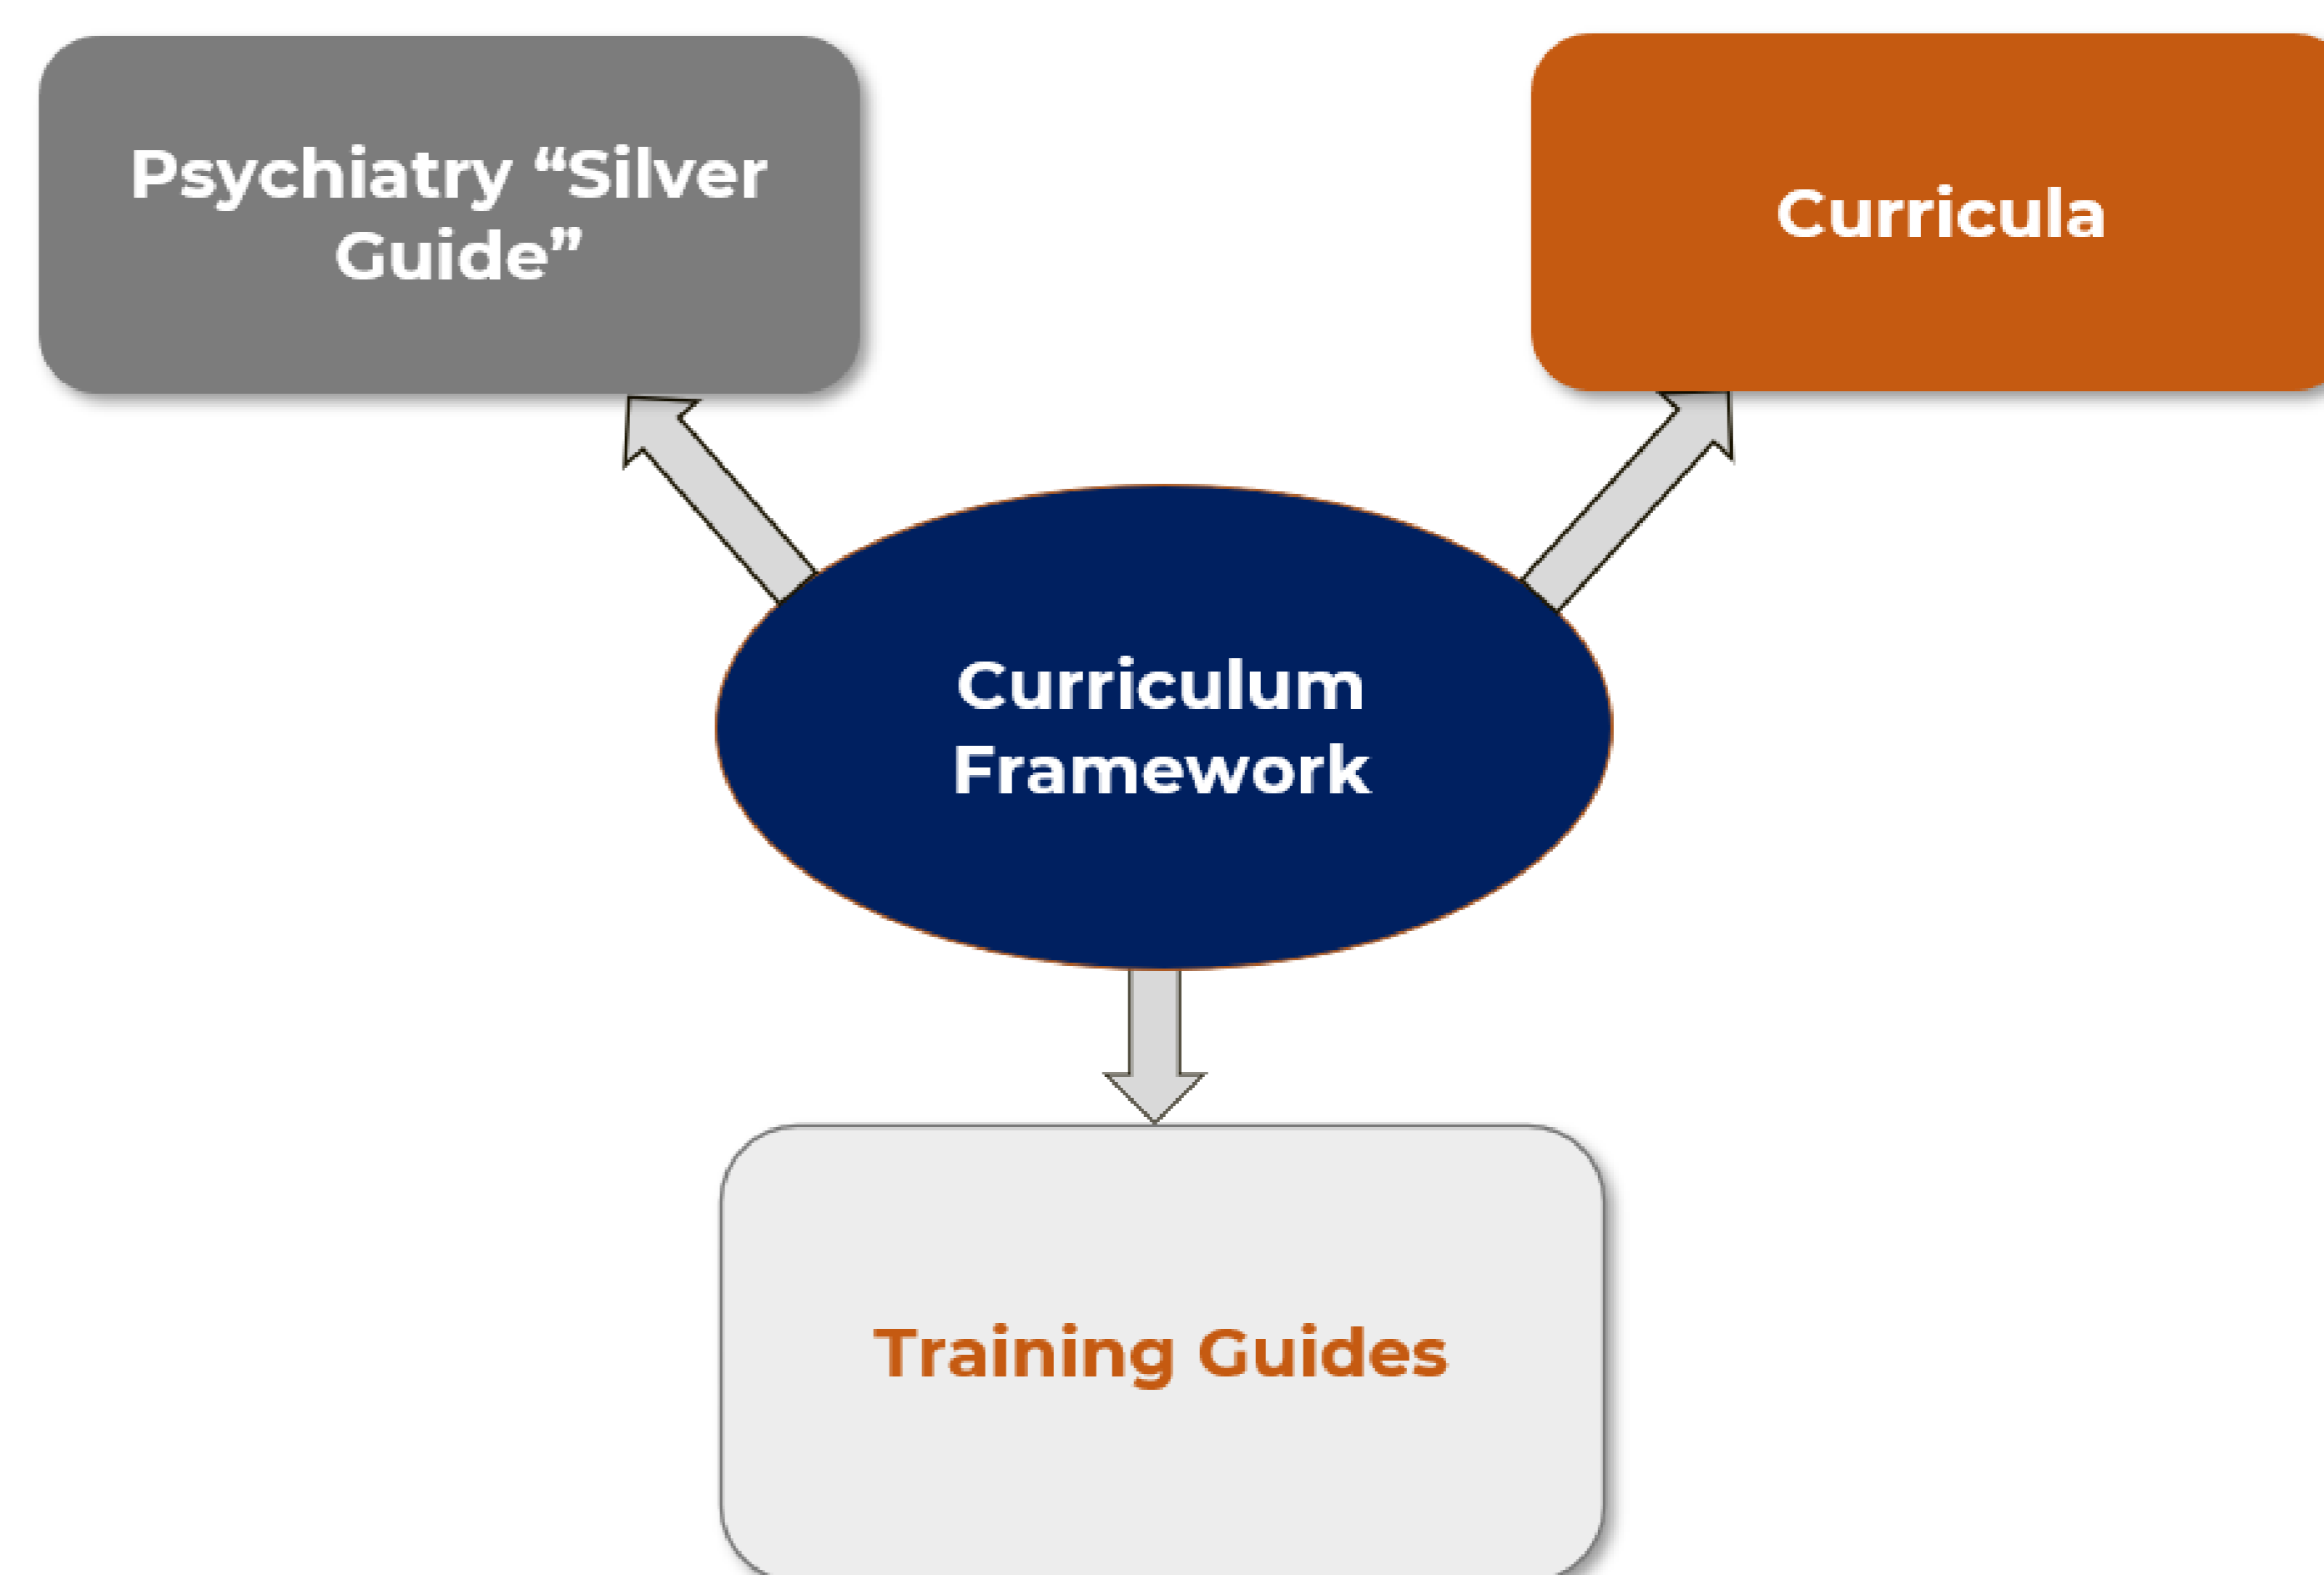 Psychiatry “Silver
Guide”
Curricula
Curriculum
Framework
Training Guides